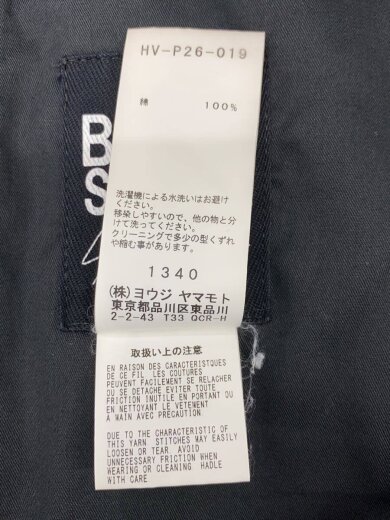 HV-P26-019
綿 100%
洗濯機による水洗いはお避け
ください。
移染しやすいので、他の物と分
けて洗ってください。
クリーニングで多少の型くずれ
や縮む事があります。
1340
(株)ヨウジ ヤマモト
東京都品川区東品川
2-2-43 T33 QCR-H
取扱い上の注意
EN RAISON DES CARACTERISTQUES
DE CE FIL LES COUTURES
PEUVENT FACILEMENT SE RELACHER
OU SE DETACHE EVITER TOUTE
FRICTION INUTILE EN PORTANT OU
EN NETTOYANT LE VETEMENT
A MAIN AVEC PRÉCAUTION
DUE TO THE CHARACTERISTIC OF
THIS YARN STITCHES MAY EASILY
LOOSEN OR TEAR. AVOID
UNNECESSARY FRICTION WHEN
WEARING OR CLEANING HADLE
WITH CARE
B
S